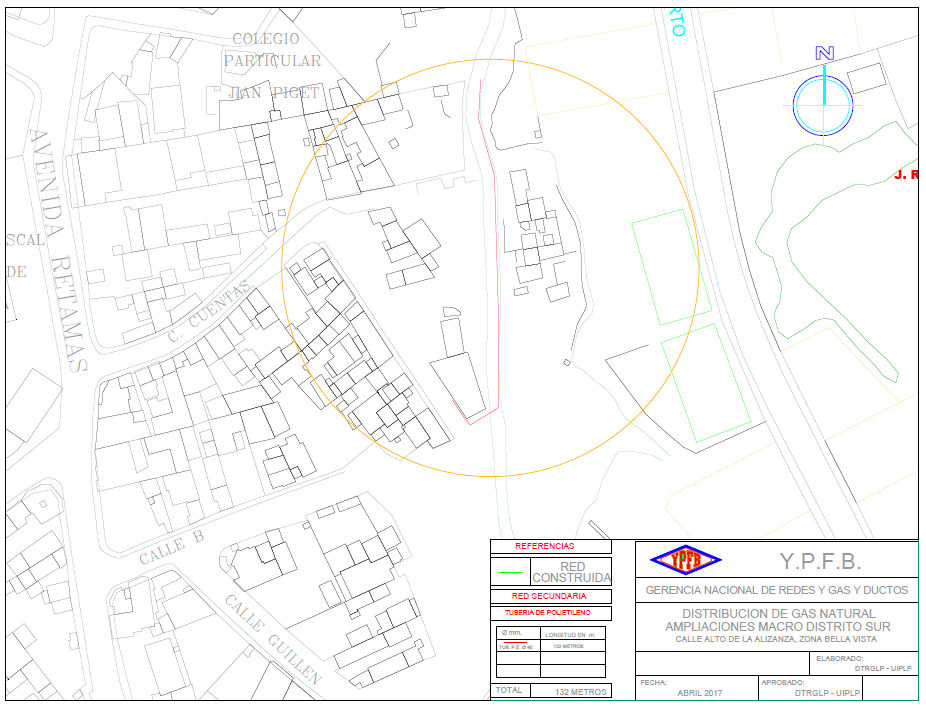 COLEGIO
PARTICULAR
JIAN PIGET
RTO
N
J. R
AVENIDA RETAMAS
SCAL
DE
C. CUENTAS
CALLE B
CALLE GUILLEN
REFERENCIAS
RED
CONSTRUIDA
RED SECUNDARIA
TUBERIA DE POLIETILENO
Ø mm. LONGITUD EN m.
TUB. P.E. Ø 40 132 METROS
TOTAL 132 METROS
YPFB
Y.P.F.B.
GERENCIA NACIONAL DE REDES Y GAS Y DUCTOS
DISTRIBUCION DE GAS NATURAL
AMPLIACIONES MACRO DISTRITO SUR
CALLE ALTO DE LA ALIZANZA, ZONA BELLA VISTA
ELABORADO:
DTRGLP - UIPLP
FECHA:
ABRIL 2017
APROBADO:
DTRGLP - UIPLP